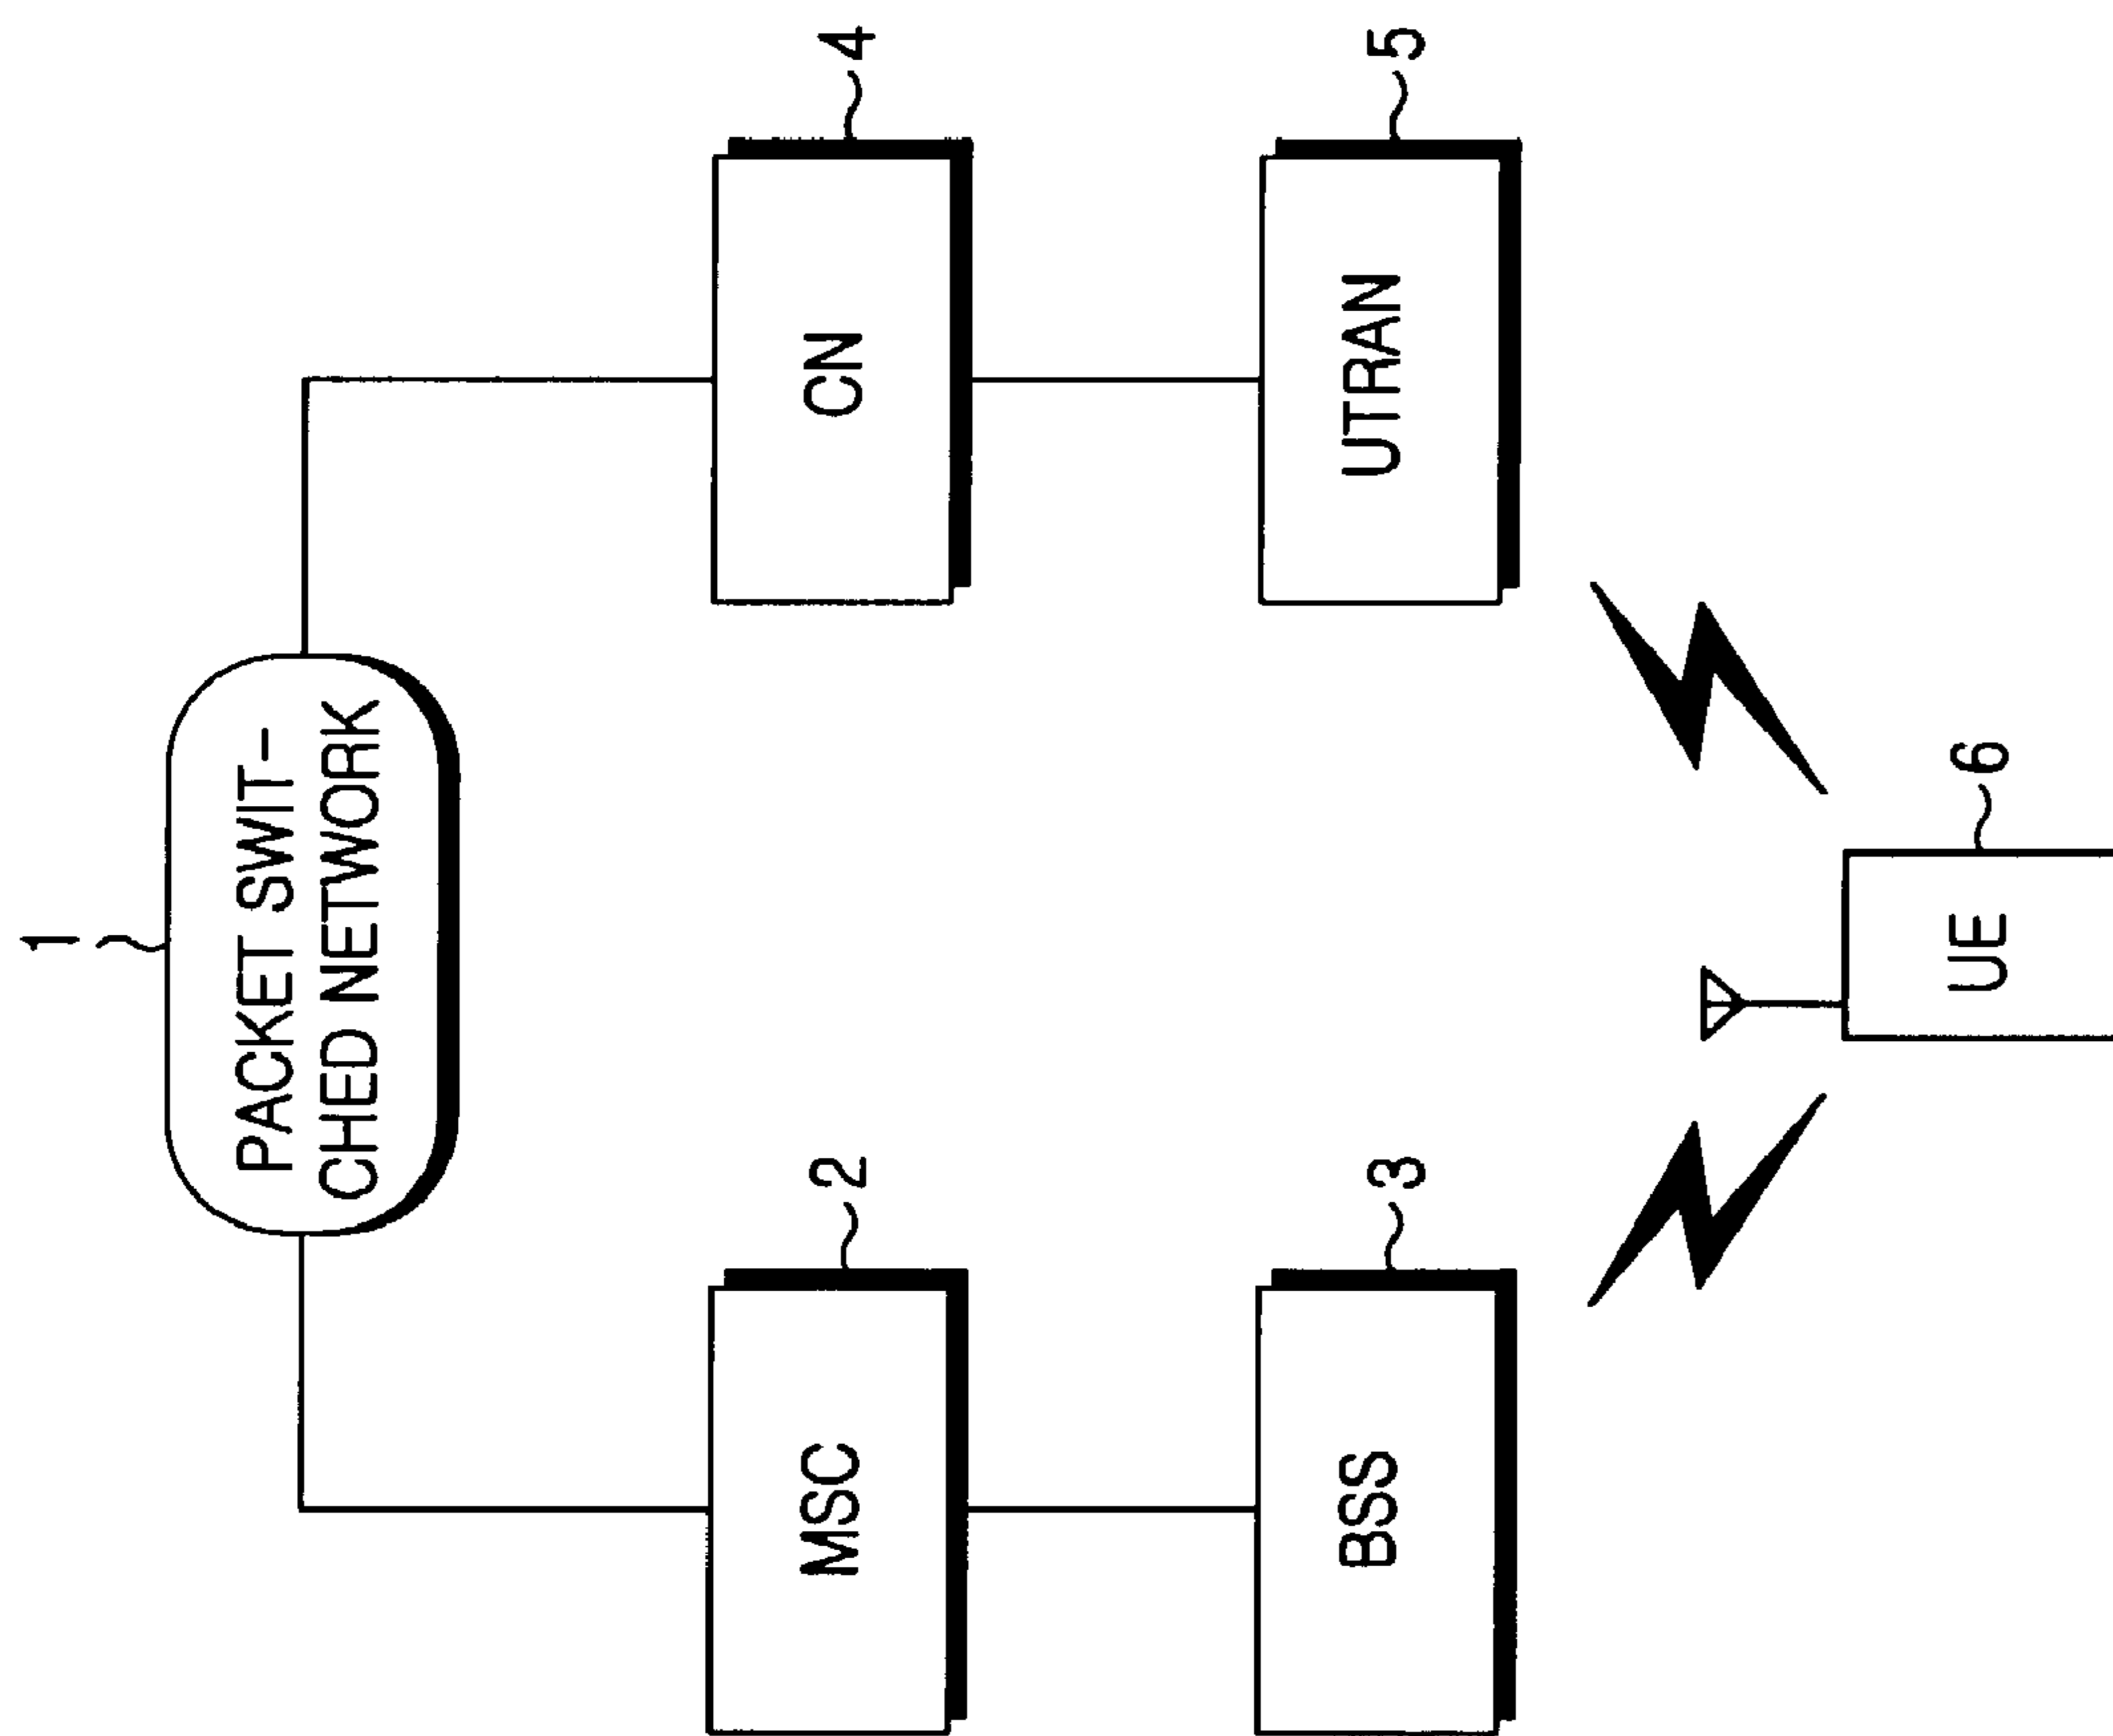 1
PACKET SWIT-
CHED NETWORK
MSC
2
CN
4
BSS
3
UTRAN
5
UE
6